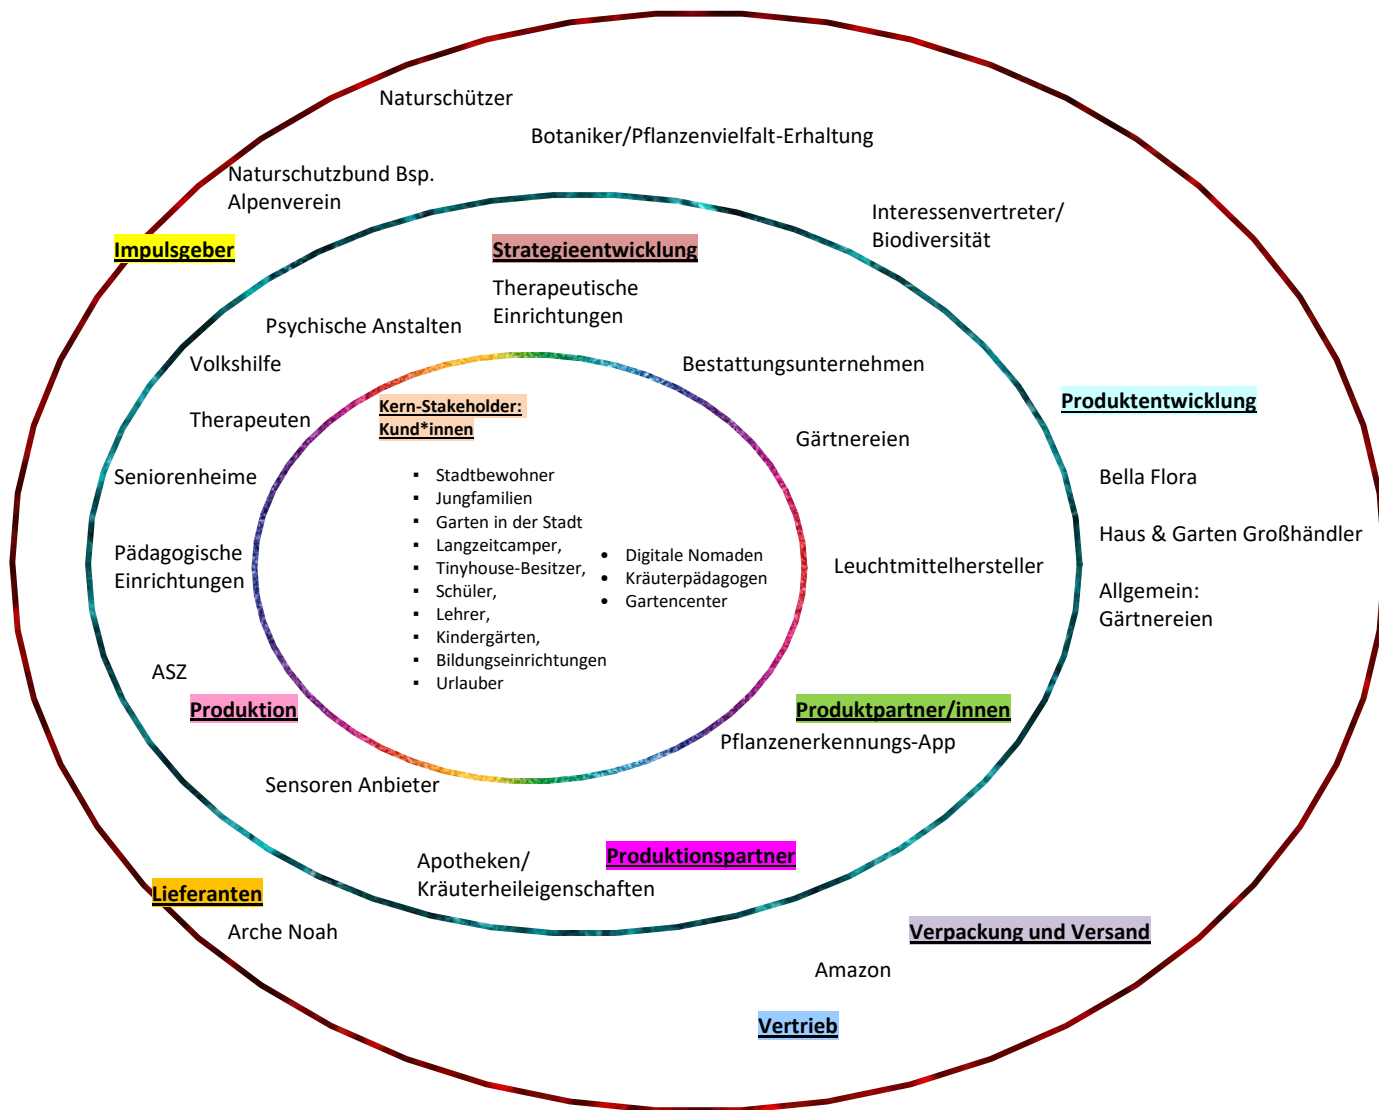 Naturschützer
Botaniker/Pflanzenvielfalt-Erhaltung
Naturschutzbund Bsp.
Alpenverein
Interessenvertreter/
Biodiversität
Impulsgeber
Strategieentwicklung
Therapeutische
Einrichtungen
Psychische Anstalten
Volkshilfe
Bestattungsunternehmen
Produktentwicklung
Therapeuten
Kern-Stakeholder:
Kund*innen
Gärtnereien
Seniorenheime
Bella Flora
▪ Stadtbewohner
▪ Jungfamilien
▪ Garten in der Stadt
▪ Langzeitcamper,
▪ Tinyhouse-Besitzer,
▪ Schüler,
▪ Lehrer,
▪ Kindergärten,
▪ Bildungseinrichtungen
▪ Urlauber
• Digitale Nomaden
• Kräuterpädagogen
• Gartencenter
Haus & Garten Großhändler
Pädagogische
Einrichtungen
Leuchtmittelhersteller
Allgemein:
Gärtnereien
ASZ
Produktion
Produktpartner/innen
Pflanzenerkennungs-App
Sensoren Anbieter
Apotheken/
Kräuterheileigenschaften
Produktionspartner
Lieferanten
Arche Noah
Verpackung und Versand
Amazon
Vertrieb